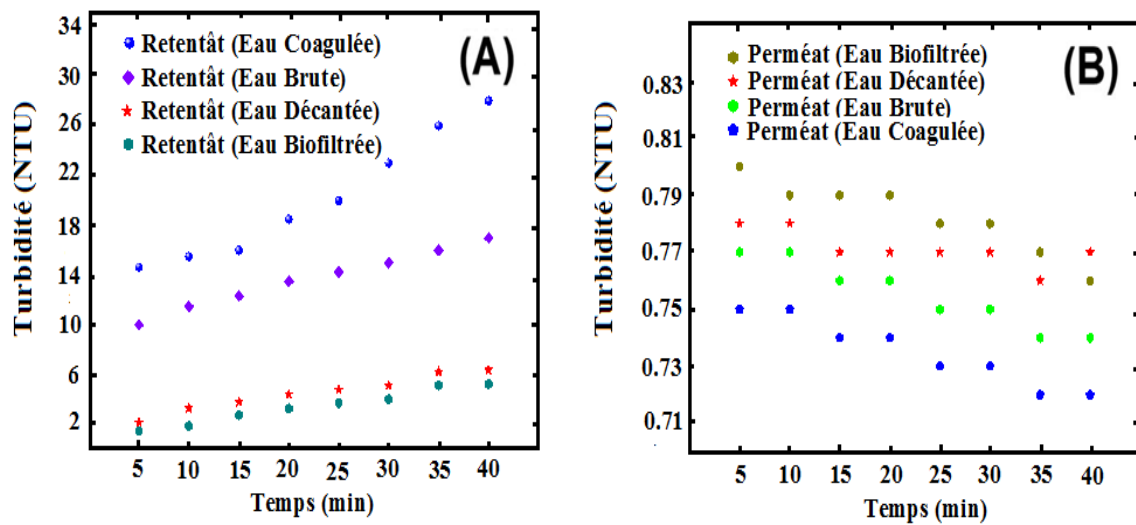 (A)
Retentât (Eau Coagulée)
Retentât (Eau Brute)
Retentât (Eau Décantée)
Retentât (Eau Biofiltrée)
Turbidité (NTU)
34
30
26
22
18
14
10
6
2
5 10 15 20 25 30 35 40
Temps (min)
(B)
Perméat (Eau Biofiltrée)
Perméat (Eau Décantée)
Perméat (Eau Brute)
Perméat (Eau Coagulée)
Turbidité (NTU)
0.83
0.81
0.79
0.77
0.75
0.73
0.71
5 10 15 20 25 30 35 40
Temps (min)